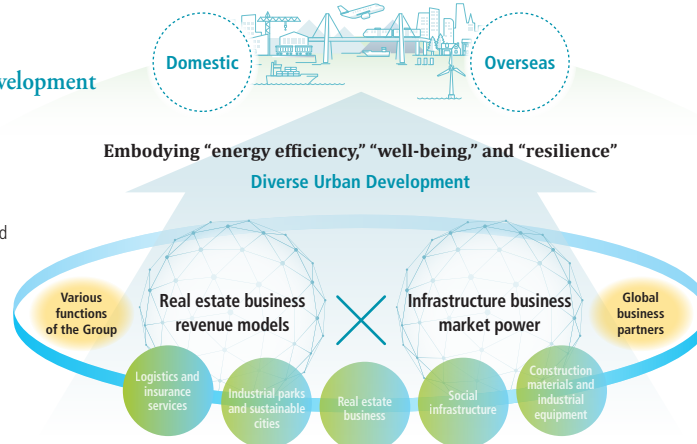 Domestic
Overseas
velopment
Embodying “energy efficiency,” “well-being,” and “resilience”
Diverse Urban Development
d
Various
functions
of the Group
Real estate business
revenue models
Infrastructure business
market power
Global
business
partners
Logistics and
insurance
services
Industrial parks
and sustainable
cities
Real estate
business
Social
infrastructure
Construction
materials and
industrial
equipment